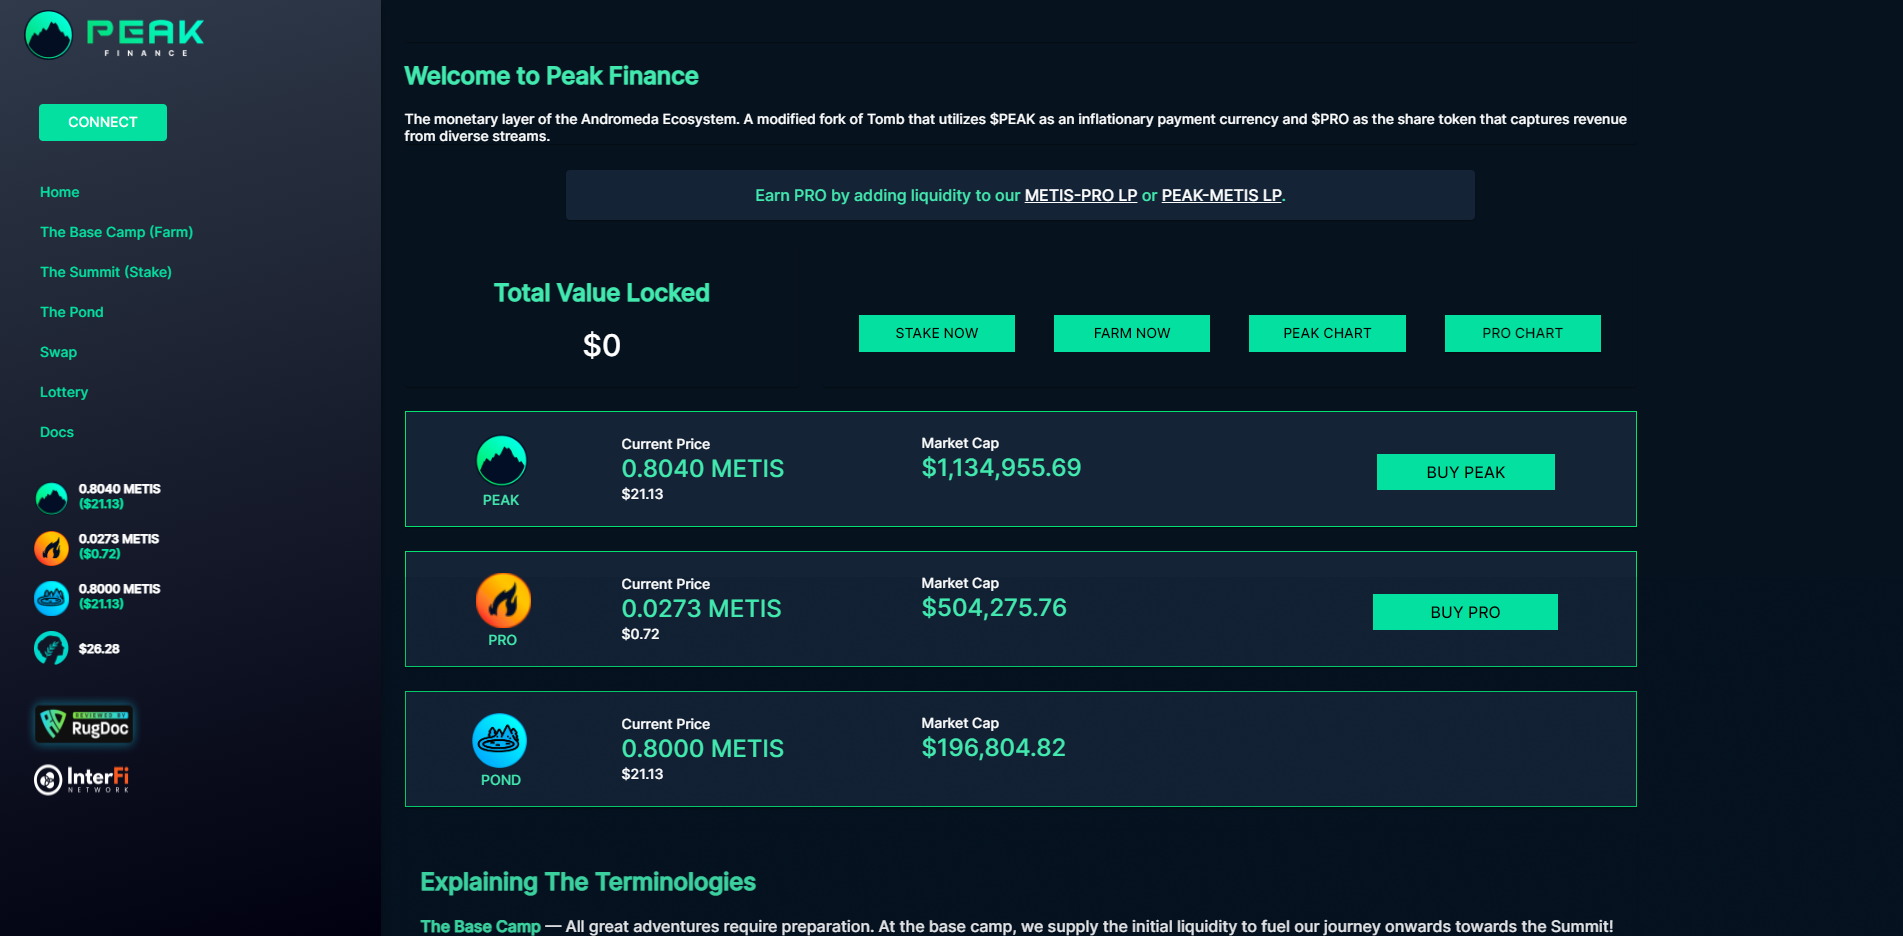 PEAK
FINANCE
CONNECT
Home
The Base Camp (Farm)
The Summit (Stake)
The Pond
Swap
Lottery
Docs
0.8040 METIS
($21.13)
0.0273 METIS
($0.72)
0.8000 METIS
($21.13)
$26.28
REVIEWED BY
RugDoc
InterFi
NETWORK
Welcome to Peak Finance
The monetary layer of the Andromeda Ecosystem. A modified fork of Tomb that utilizes $PEAK as an inflationary payment currency and $PRO as the share token that captures revenue
from diverse streams.
Earn PRO by adding liquidity to our METIS-PRO LP or PEAK-METIS LP.
Total Value Locked
$0
STAKE NOW
FARM NOW
PEAK CHART
PRO CHART
PEAK
Current Price
0.8040 METIS
$21.13
Market Cap
$1,134,955.69
BUY PEAK
PRO
Current Price
0.0273 METIS
$0.72
Market Cap
$504,275.76
BUY PRO
POND
Current Price
0.8000 METIS
$21.13
Market Cap
$196,804.82
Explaining The Terminologies
The Base Camp — All great adventures require preparation. At the base camp, we supply the initial liquidity to fuel our journey onwards towards the Summit!